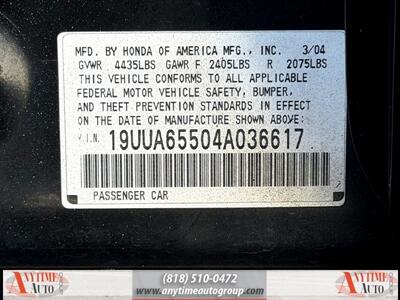 MFD. BY HONDA OF AMERICA MFG., INC. 3/04
GVWR 4435LBS GAWR F 2405LBS R 2075LBS
THIS VEHICLE CONFORMS TO ALL APPLICABLE
FEDERAL MOTOR VEHICLE SAFETY, BUMPER,
AND THEFT PREVENTION STANDARDS IN EFFECT
ON THE DATE OF MANUFACTURE SHOWN ABOVE.
V.I.N. 19UUA65504A036617
PASSENGER CAR
ANYTIME AUTO (818) 510-0472 ANYTIME AUTO
www.anytimeautogroup.com